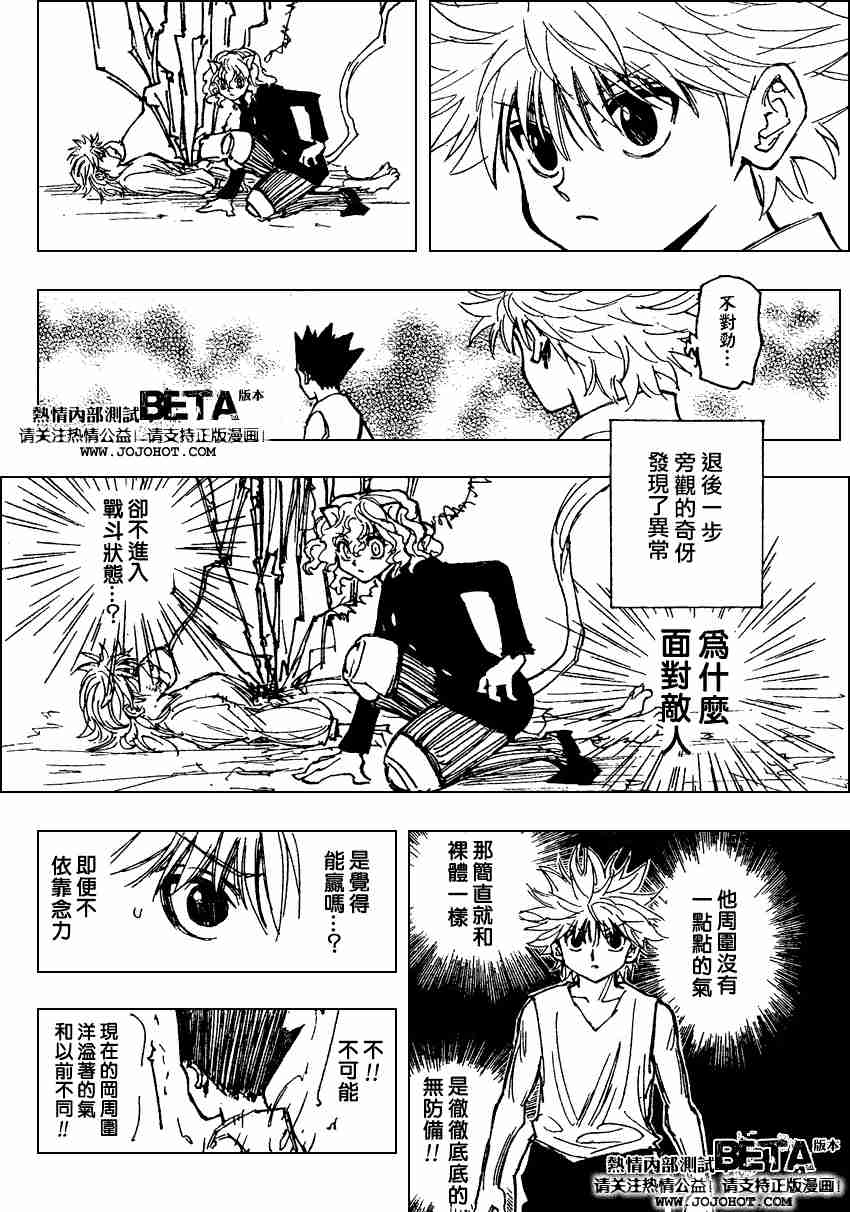 不對勁…
熱情內部測試BETA版本
请关注热情公益! 请支持正版漫画!
WWW.JOJOHOT.COM
退後一步
旁觀的奇伢
發現了異常
為什麼
面對敵人
卻不進入
戰斗狀態…?
他周圍沒有
一點點的氣
那簡直就和
裸體一樣
是徹徹底底的
無防備!!
是覺得
能贏嗎…?
即便不
依靠念力
不!!
不可能
現在的岡周圍
洋溢著的氣
和以前不同!!
熱情內部測試BETA版本
请关注热情公益! 请支持正版漫画!
WWW.JOJOHOT.COM